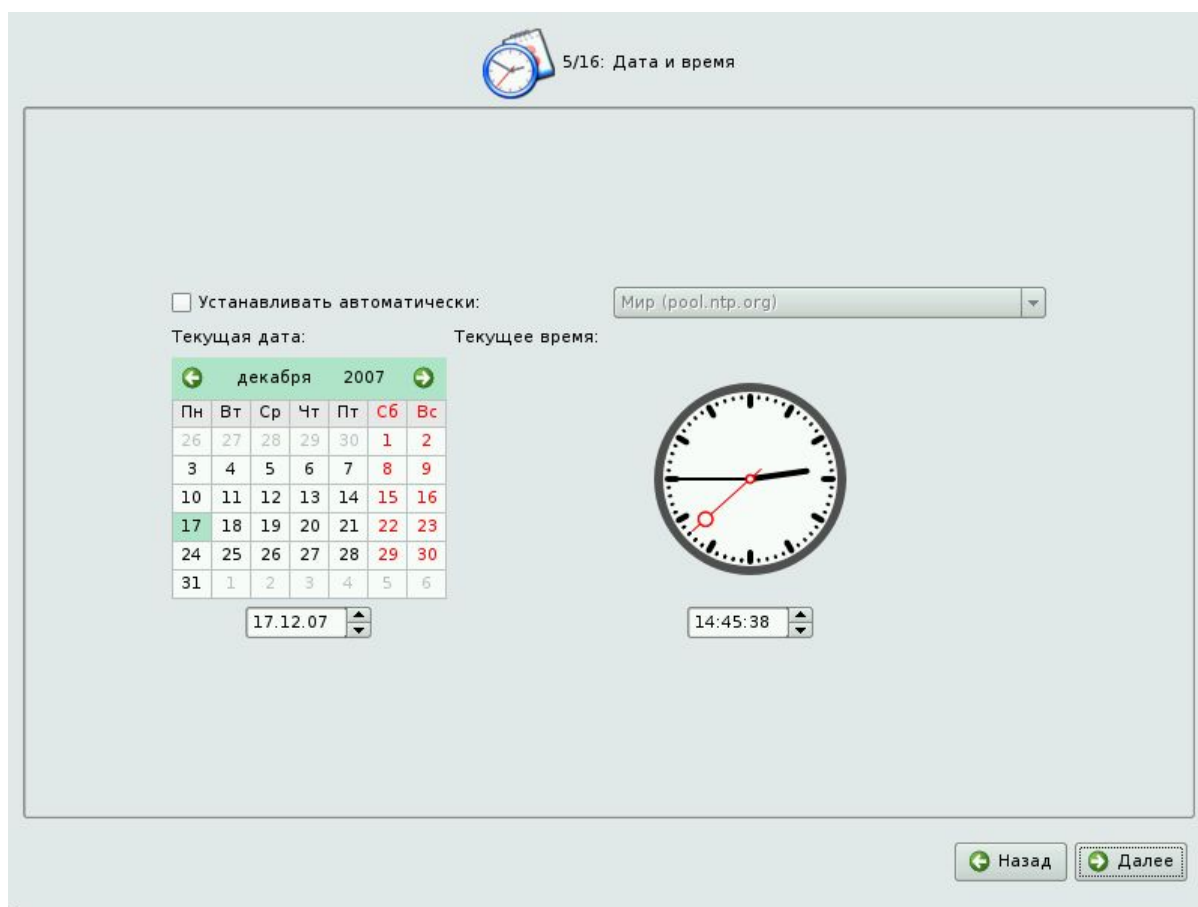 5/16: Дата и время
Устанавливать автоматически:
Мир (pool.ntp.org)
Текущая дата:
Текущее время:
декабря 2007
Пн Вт Ср Чт Пт Сб Вс
26 27 28 29 30 1 2
3 4 5 6 7 8 9
10 11 12 13 14 15 16
17 18 19 20 21 22 23
24 25 26 27 28 29 30
31 1 2 3 4 5 6
17.12.07
14:45:38
Назад
Далее